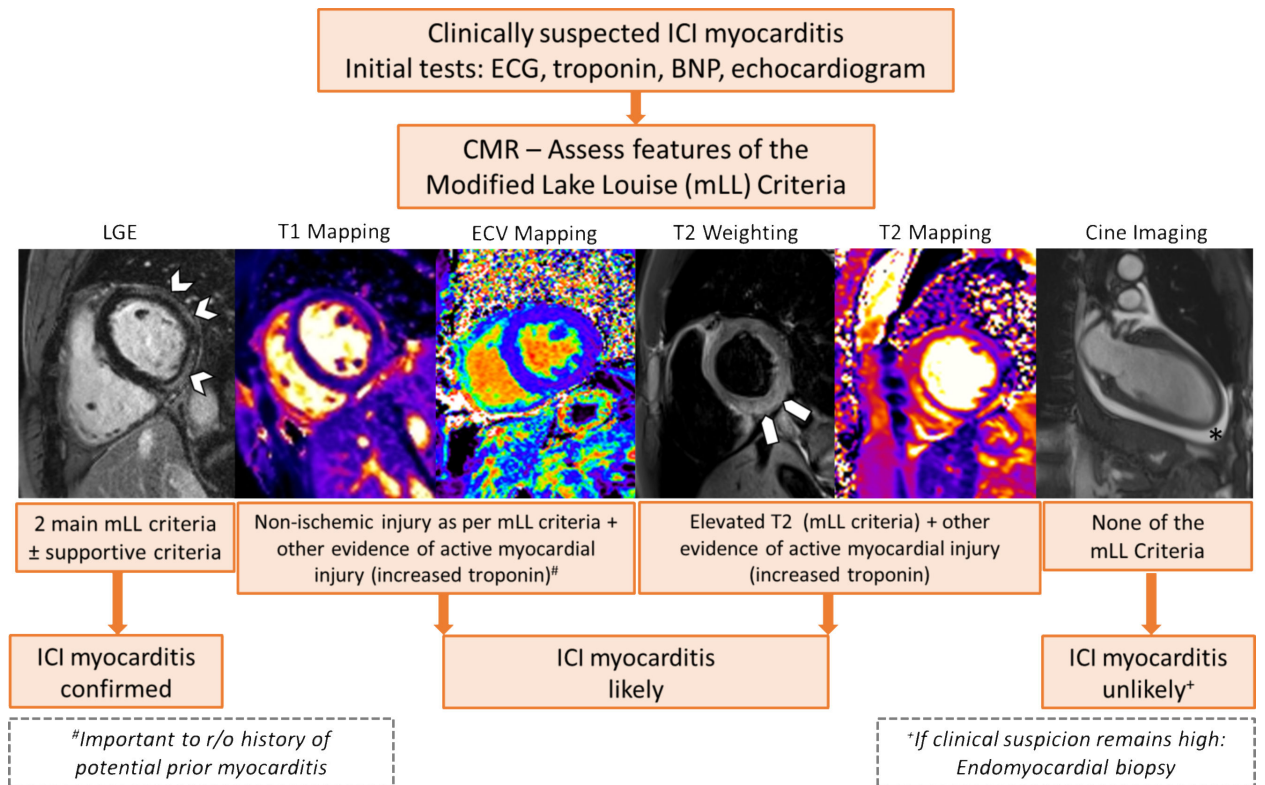 Clinically suspected ICI myocarditis
Initial tests: ECG, troponin, BNP, echocardiogram
CMR – Assess features of the
Modified Lake Louise (mLL) Criteria
LGE
T1 Mapping
ECV Mapping
T2 Weighting
T2 Mapping
Cine Imaging
*
2 main mLL criteria
± supportive criteria
Non-ischemic injury as per mLL criteria +
other evidence of active myocardial
injury (increased troponin)#
Elevated T2 (mLL criteria) + other
evidence of active myocardial injury
(increased troponin)
None of the
mLL Criteria
ICI myocarditis
confirmed
ICI myocarditis
likely
ICI myocarditis
unlikely+
#Important to r/o history of
potential prior myocarditis
+If clinical suspicion remains high:
Endomyocardial biopsy